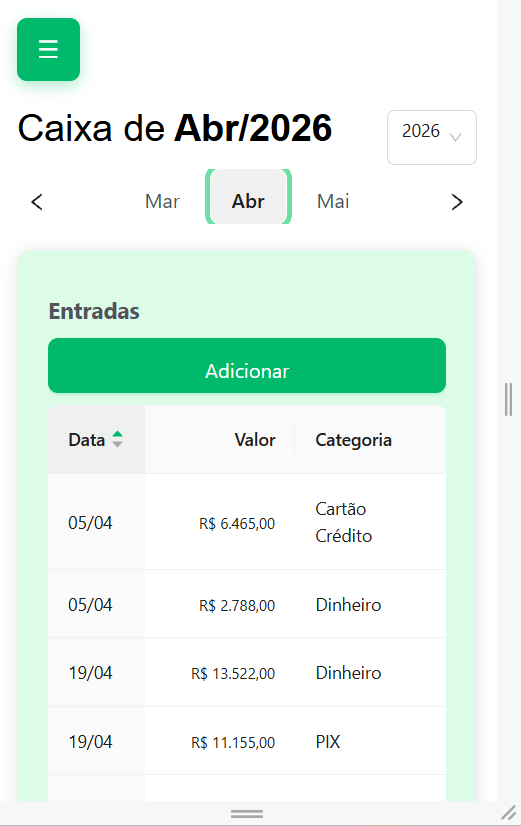 Caixa de Abr/2026
2026
Mar Abr Mai
Entradas
Adicionar
Data Valor Categoria
05/04 R$ 6.465,00 Cartão
Crédito
05/04 R$ 2.788,00 Dinheiro
19/04 R$ 13.522,00 Dinheiro
19/04 R$ 11.155,00 PIX